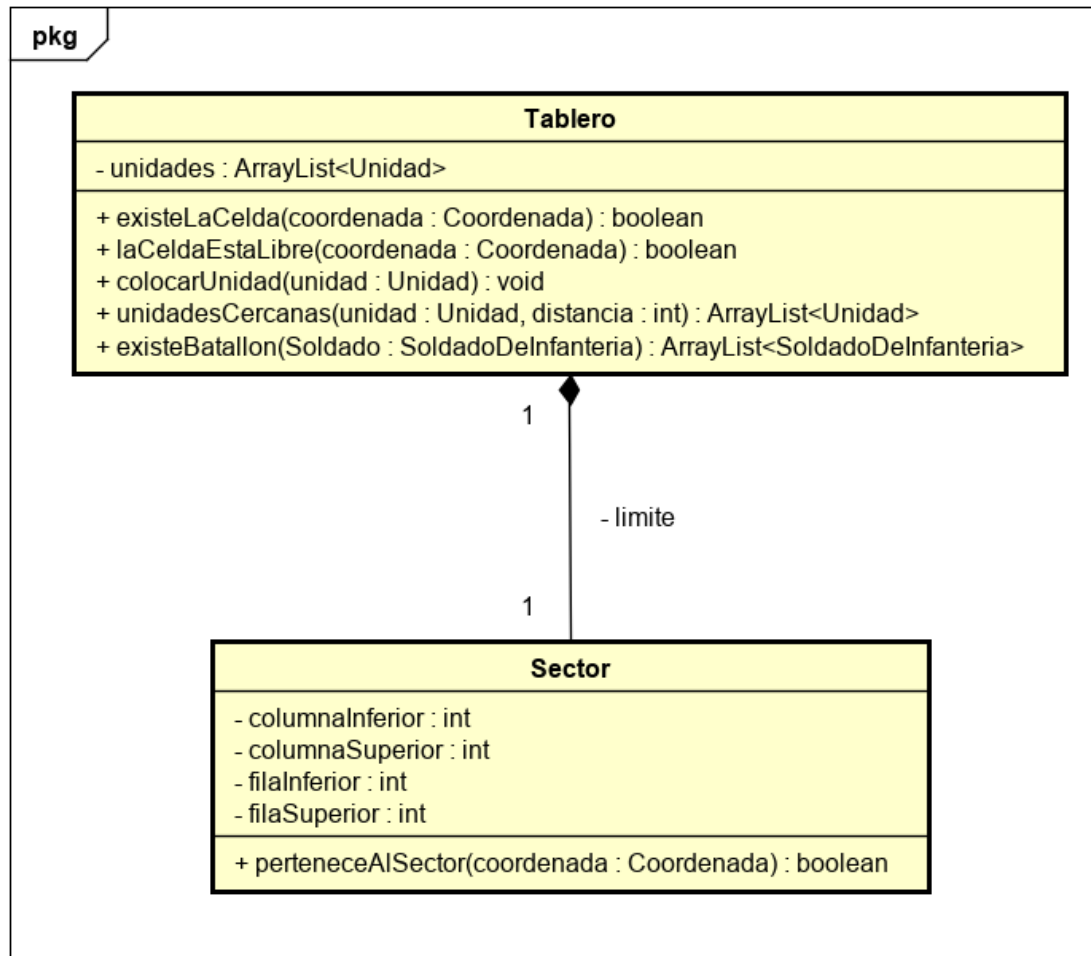 pkg
Tablero
- unidades : ArrayList<Unidad>
+ existeLaCelda(coordenada : Coordenada) : boolean
+ laCeldaEstaLibre(coordenada : Coordenada) : boolean
+ colocarUnidad(unidad : Unidad) : void
+ unidadesCercanas(unidad : Unidad, distancia : int) : ArrayList<Unidad>
+ existeBatallon(Soldado : SoldadoDeInfanteria) : ArrayList<SoldadoDeInfanteria>
1
- limite
1
Sector
- columnaInferior : int
- columnaSuperior : int
- filaInferior : int
- filaSuperior : int
+ perteneceAlSector(coordenada : Coordenada) : boolean